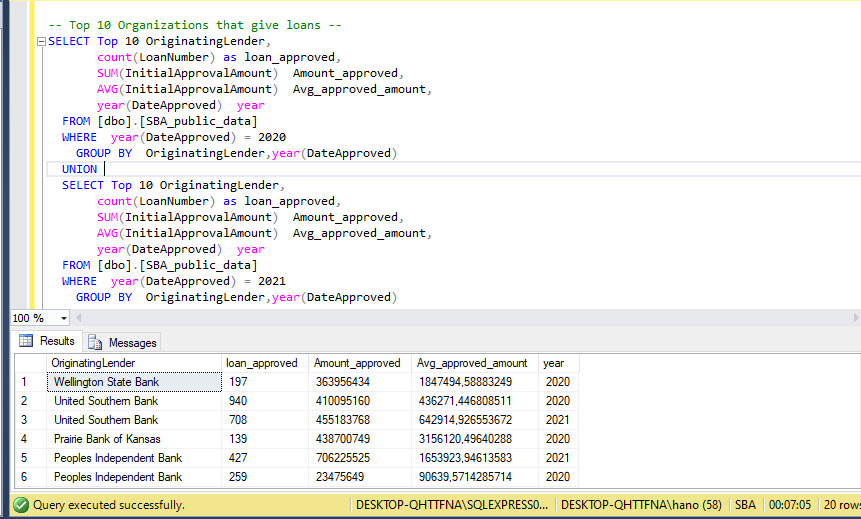 -- Top 10 Organizations that give loans --
SELECT Top 10 OriginatingLender,
count(LoanNumber) as loan_approved,
SUM(InitialApprovalAmount) Amount_approved,
AVG(InitialApprovalAmount) Avg_approved_amount,
year(DateApproved) year
FROM [dbo].[SBA_public_data]
WHERE year(DateApproved) = 2020
GROUP BY OriginatingLender,year(DateApproved)
UNION
SELECT Top 10 OriginatingLender,
count(LoanNumber) as loan_approved,
SUM(InitialApprovalAmount) Amount_approved,
AVG(InitialApprovalAmount) Avg_approved_amount,
year(DateApproved) year
FROM [dbo].[SBA_public_data]
WHERE year(DateApproved) = 2021
GROUP BY OriginatingLender,year(DateApproved)
100 %
Results Messages
OriginatingLender loan_approved Amount_approved Avg_approved_amount year
1 Wellington State Bank 197 363956434 1847494,58883249 2020
2 United Southern Bank 940 410095160 436271,446808511 2020
3 United Southern Bank 708 455183768 642914,926553672 2021
4 Prairie Bank of Kansas 139 438700749 3156120,49640288 2020
5 Peoples Independent Bank 427 706225525 1653923,94613583 2021
6 Peoples Independent Bank 259 23475649 90639,5714285714 2020
Query executed successfully. DESKTOP-QHTTFNA\SQLEXPRESS0... DESKTOP-QHTTFNA\hano (58) SBA 00:07:05 20 rows